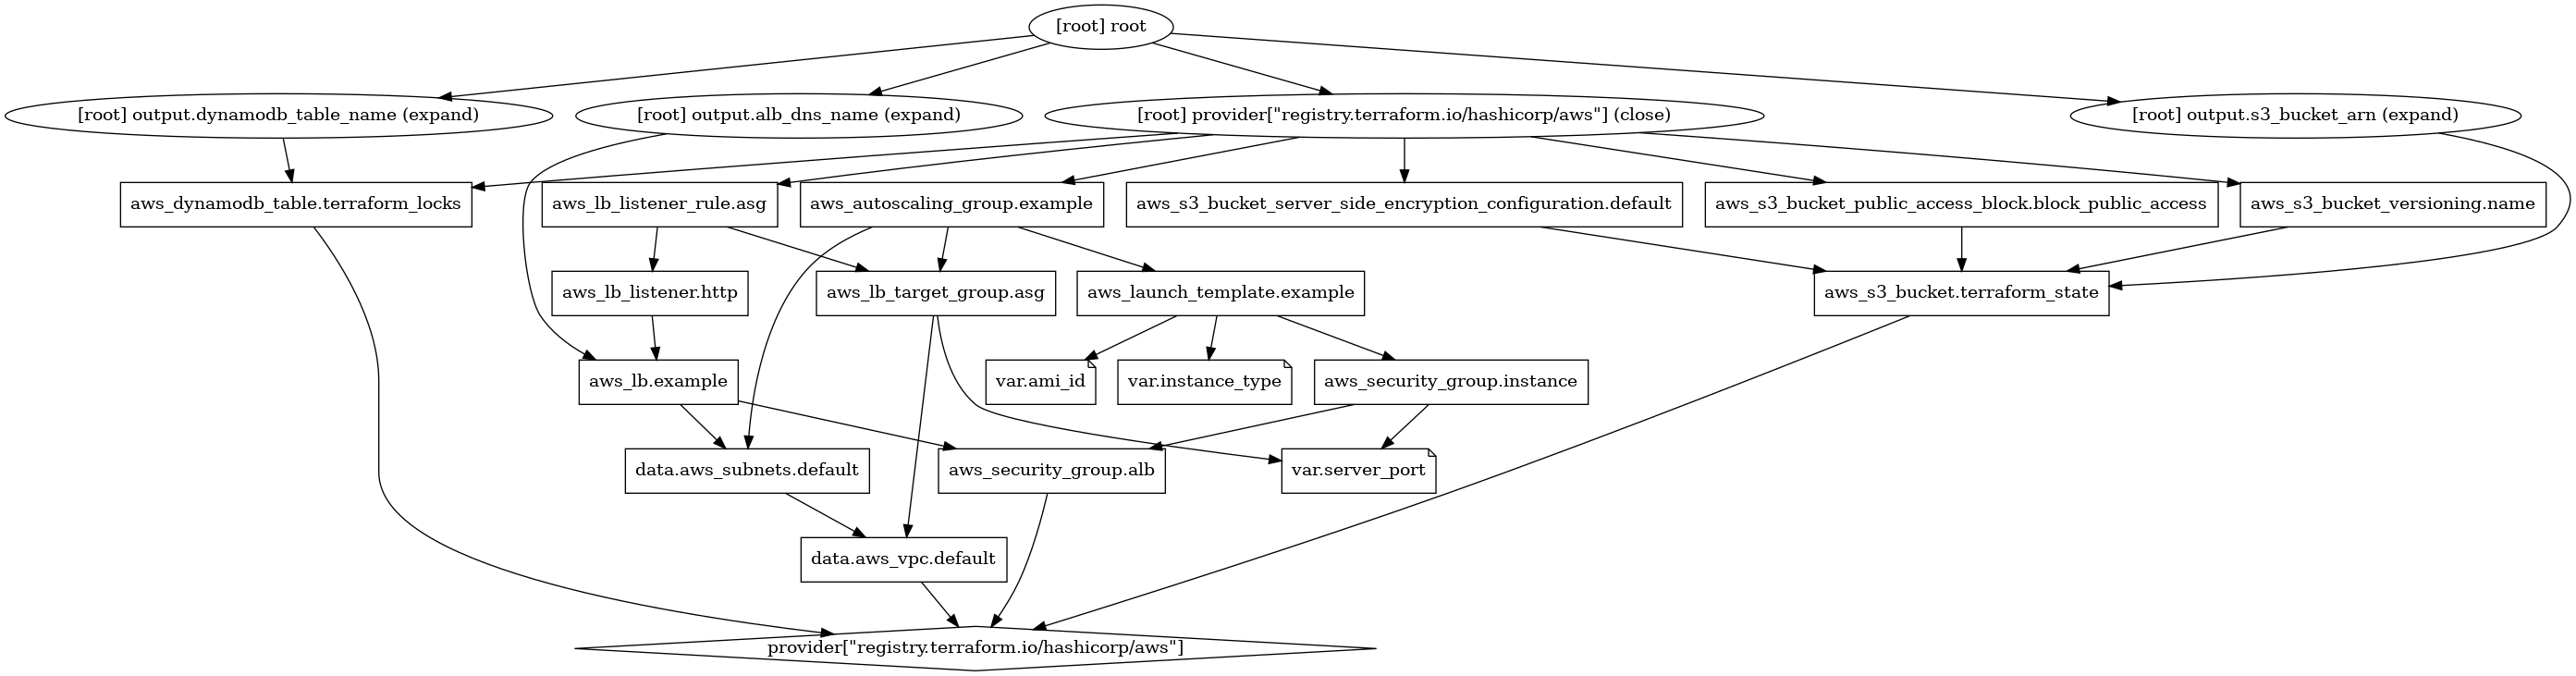 [root] root
[root] output.dynamodb_table_name (expand)
[root] output.alb_dns_name (expand)
[root] provider[\"registry.terraform.io/hashicorp/aws\"] (close)
[root] output.s3_bucket_arn (expand)
aws_dynamodb_table.terraform_locks
aws_lb_listener_rule.asg
aws_autoscaling_group.example
aws_s3_bucket_server_side_encryption_configuration.default
aws_s3_bucket_public_access_block.block_public_access
aws_s3_bucket_versioning.name
aws_lb_listener.http
aws_lb_target_group.asg
aws_launch_template.example
aws_s3_bucket.terraform_state
aws_lb.example
var.ami_id
var.instance_type
aws_security_group.instance
data.aws_subnets.default
aws_security_group.alb
var.server_port
data.aws_vpc.default
provider[\"registry.terraform.io/hashicorp/aws\"]